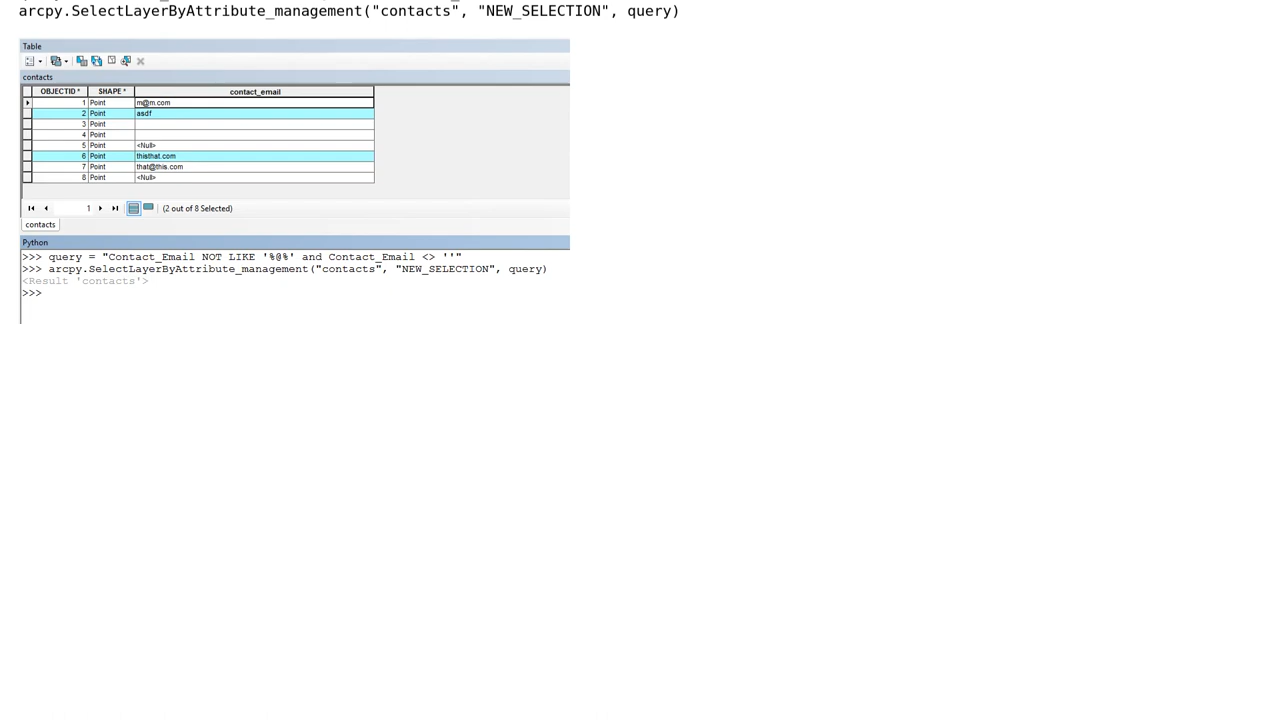 arcpy.SelectLayerByAttribute_management("contacts", "NEW_SELECTION", query)
Table
contacts
OBJECTID * SHAPE * contact_email
1 Point m@m.com
2 Point asdf
3 Point
4 Point
5 Point <Null>
6 Point thisthat.com
7 Point that@this.com
8 Point <Null>
1 (2 out of 8 Selected)
contacts
Python
>>> query = "Contact_Email NOT LIKE '%@%' and Contact_Email <> ''"
>>> arcpy.SelectLayerByAttribute_management("contacts", "NEW_SELECTION", query)
<Result 'contacts'>
>>>